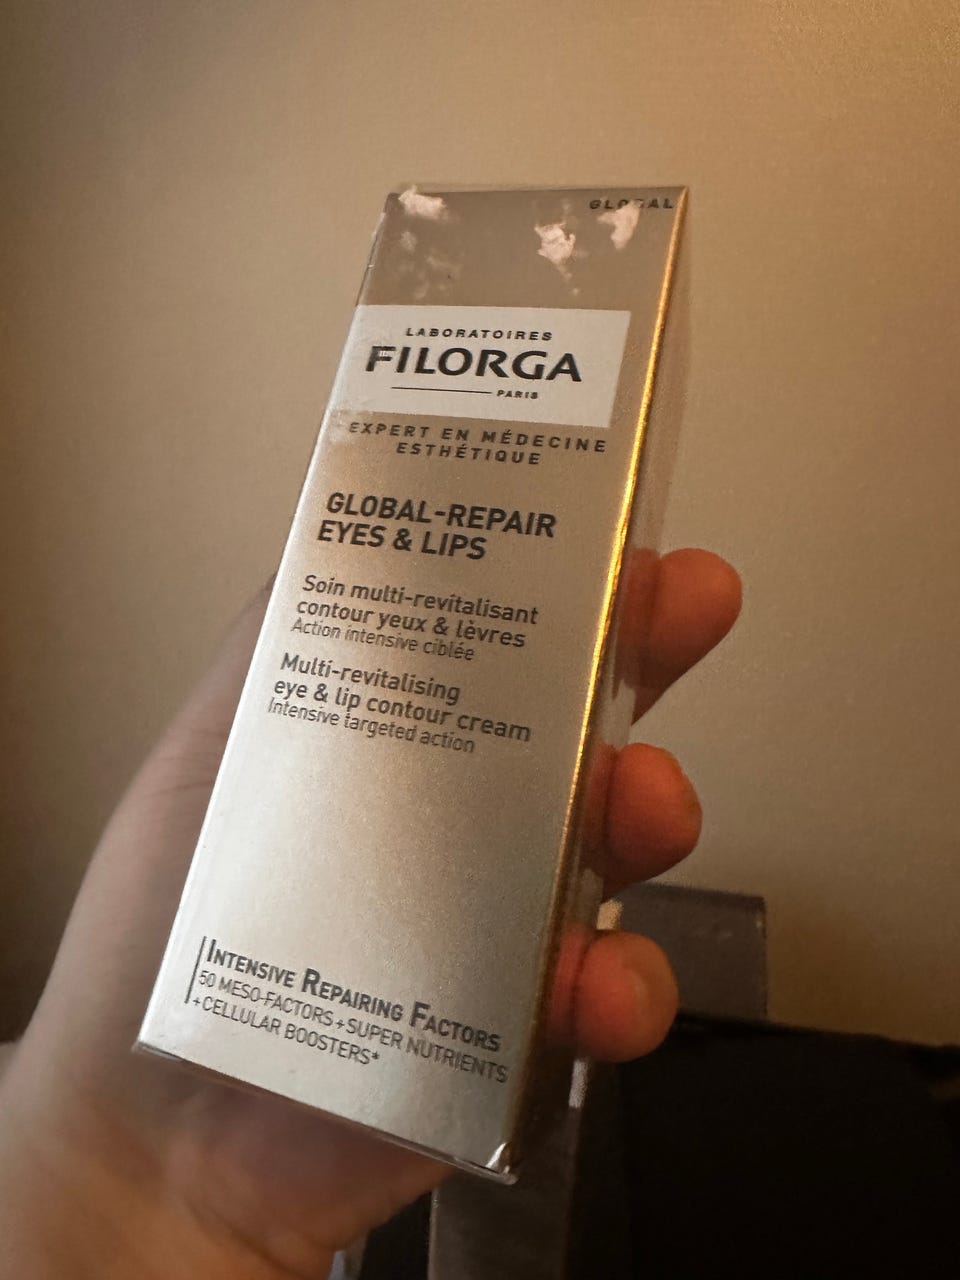 GLOBAL
LABORATOIRES
FILORGA
PARIS
EXPERT EN MÉDECINE
ESTHÉTIQUE
GLOBAL-REPAIR
EYES & LIPS
Soin multi-revitalisant
contour yeux & lèvres
Action intensive ciblée
Multi-revitalising
eye & lip contour cream
Intensive targeted action
INTENSIVE REPAIRING FACTORS
50 MESO-FACTORS + SUPER NUTRIENTS
+ CELLULAR BOOSTERS*